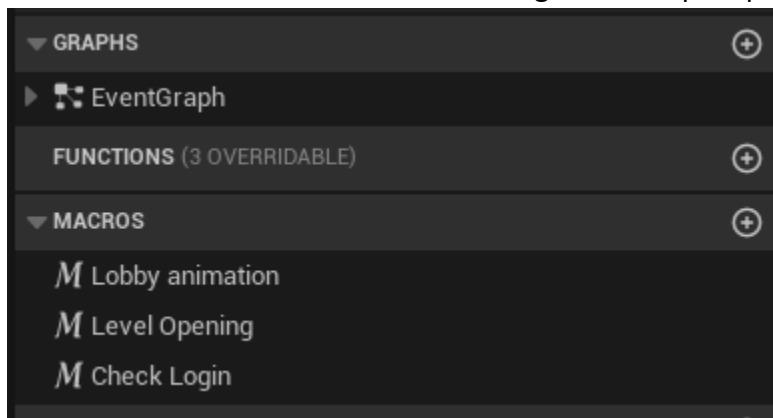 GRAPHS
EventGraph
FUNCTIONS (3 OVERRIDABLE)
MACROS
M Lobby animation
M Level Opening
M Check Login